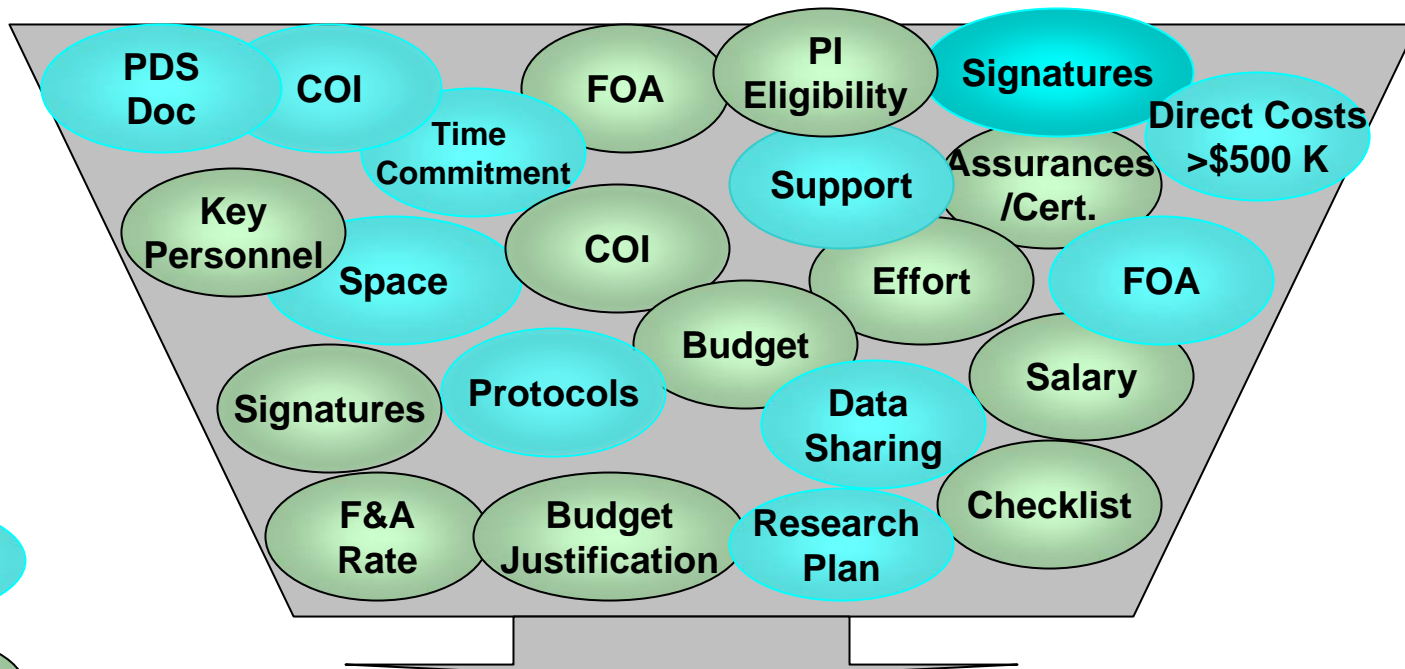 PDS
Doc
COI
Time
Commitment
FOA
PI
Eligibility
Signatures
Direct Costs
>$500 K
Key
Personnel
Space
COI
Support
Assurances
/Cert.
Effort
FOA
Budget
Signatures
Protocols
Data
Sharing
Salary
F&A
Rate
Budget
Justification
Research
Plan
Checklist